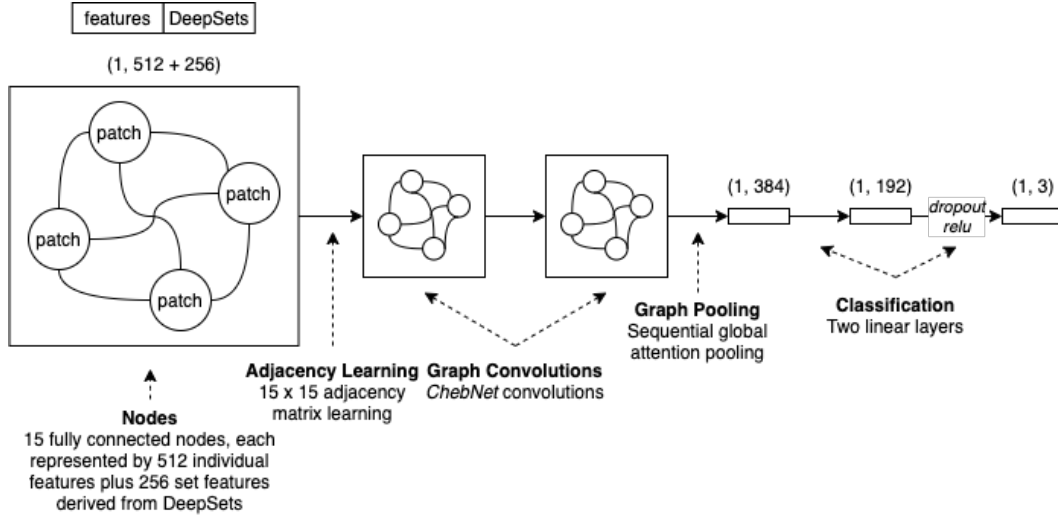 features DeepSets
(1, 512 + 256)
patch
patch
patch
patch
(1, 384)
(1, 192)
dropout
relu
(1, 3)
Nodes
15 fully connected nodes, each
represented by 512 individual
features plus 256 set features
derived from DeepSets
Adjacency Learning
15 x 15 adjacency
matrix learning
Graph Convolutions
ChebNet convolutions
Graph Pooling
Sequential global
attention pooling
Classification
Two linear layers